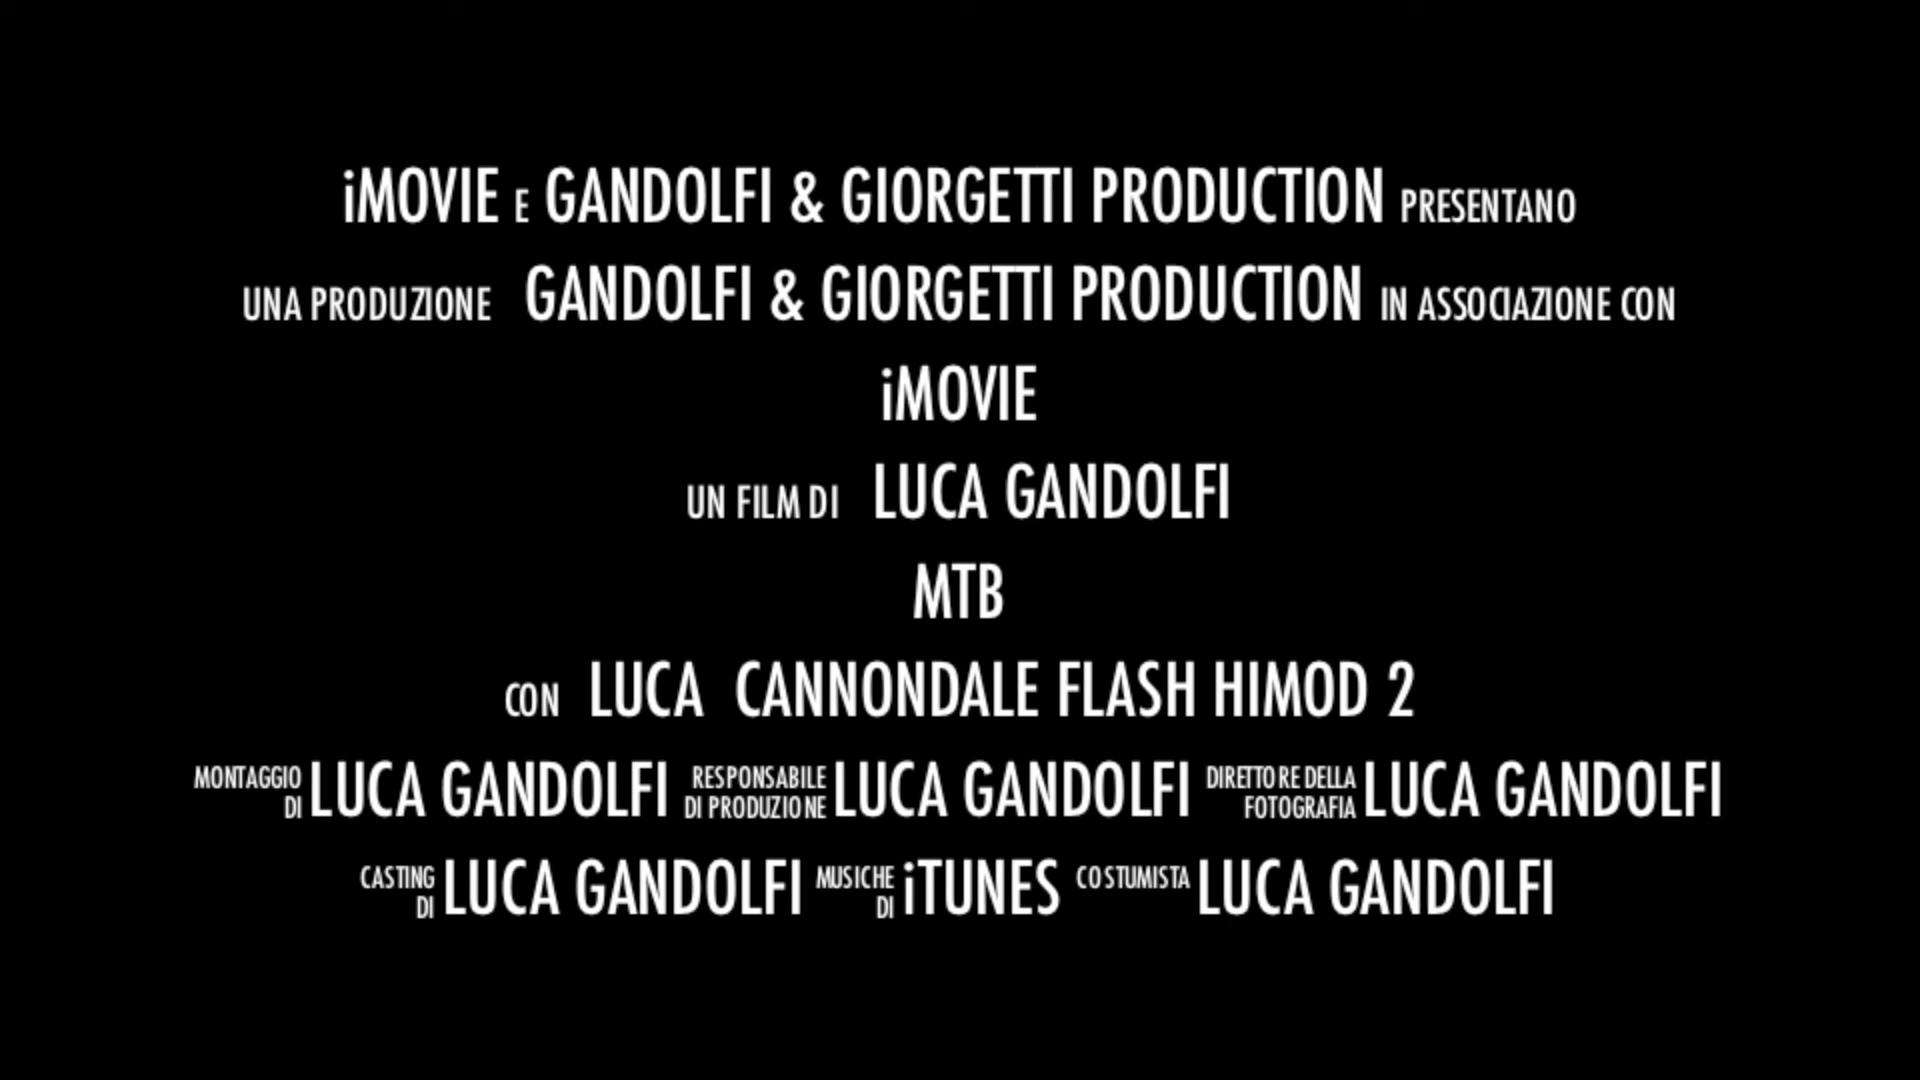 iMOVIE E GANDOLFI & GIORGETTI PRODUCTION PRESENTANO
UNA PRODUZIONE GANDOLFI & GIORGETTI PRODUCTION IN ASSOCIAZIONE CON
iMOVIE
UN FILM DI LUCA GANDOLFI
MTB
CON LUCA CANNONDALE FLASH HIMOD 2
MONTAGGIO DI LUCA GANDOLFI RESPONSABILE DI PRODUZIONE LUCA GANDOLFI DIRETTORE DELLA FOTOGRAFIA LUCA GANDOLFI
CASTING DI LUCA GANDOLFI MUSICHE DI iTUNES COSTUMISTA LUCA GANDOLFI